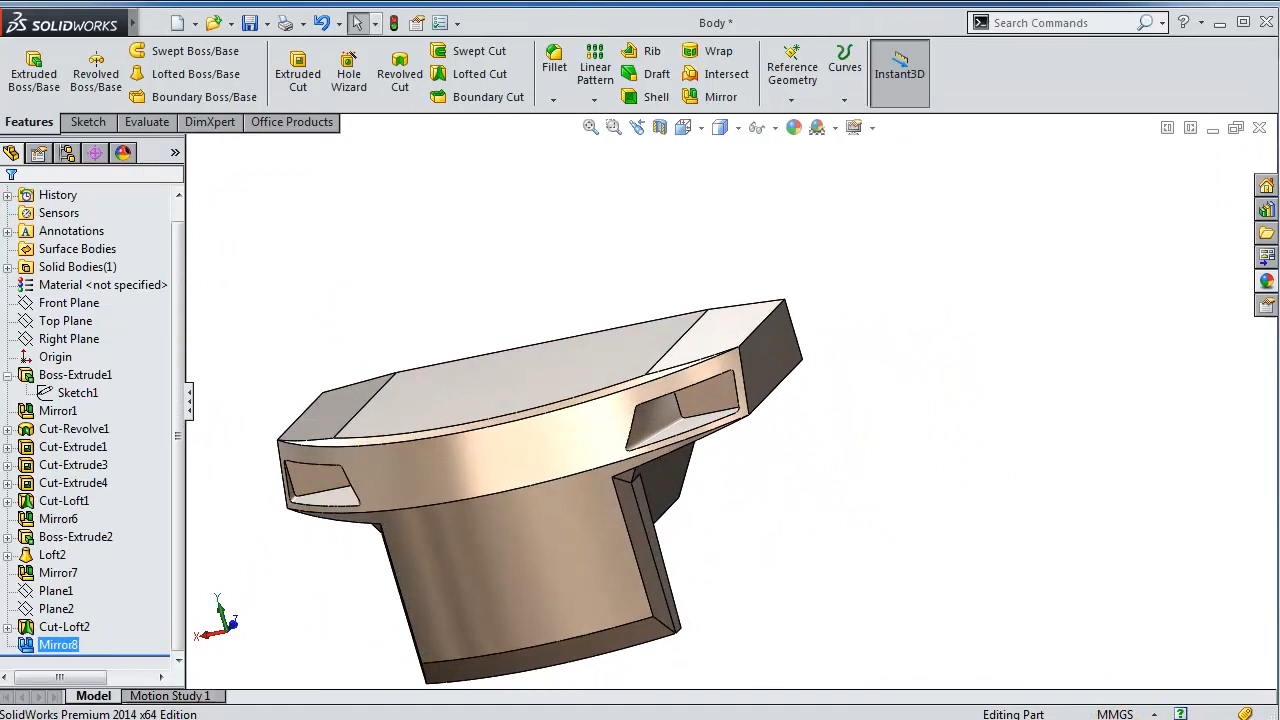 SOLIDWORKS
Body *
Search Commands
Extruded Boss/Base
Revolved Boss/Base
Swept Boss/Base
Lofted Boss/Base
Boundary Boss/Base
Extruded Cut
Hole Wizard
Revolved Cut
Swept Cut
Lofted Cut
Boundary Cut
Fillet
Linear Pattern
Rib
Draft
Shell
Wrap
Intersect
Mirror
Reference Geometry
Curves
Instant3D
Features
Sketch
Evaluate
DimXpert
Office Products
History
Sensors
Annotations
Surface Bodies
Solid Bodies(1)
Material <not specified>
Front Plane
Top Plane
Right Plane
Origin
Boss-Extrude1
Sketch1
Mirror1
Cut-Revolve1
Cut-Extrude1
Cut-Extrude3
Cut-Extrude4
Cut-Loft1
Mirror6
Boss-Extrude2
Loft2
Mirror7
Plane1
Plane2
Cut-Loft2
Mirror8
Y
X
Z
Model
Motion Study 1
SolidWorks Premium 2014 x64 Edition
Editing Part
MMGS